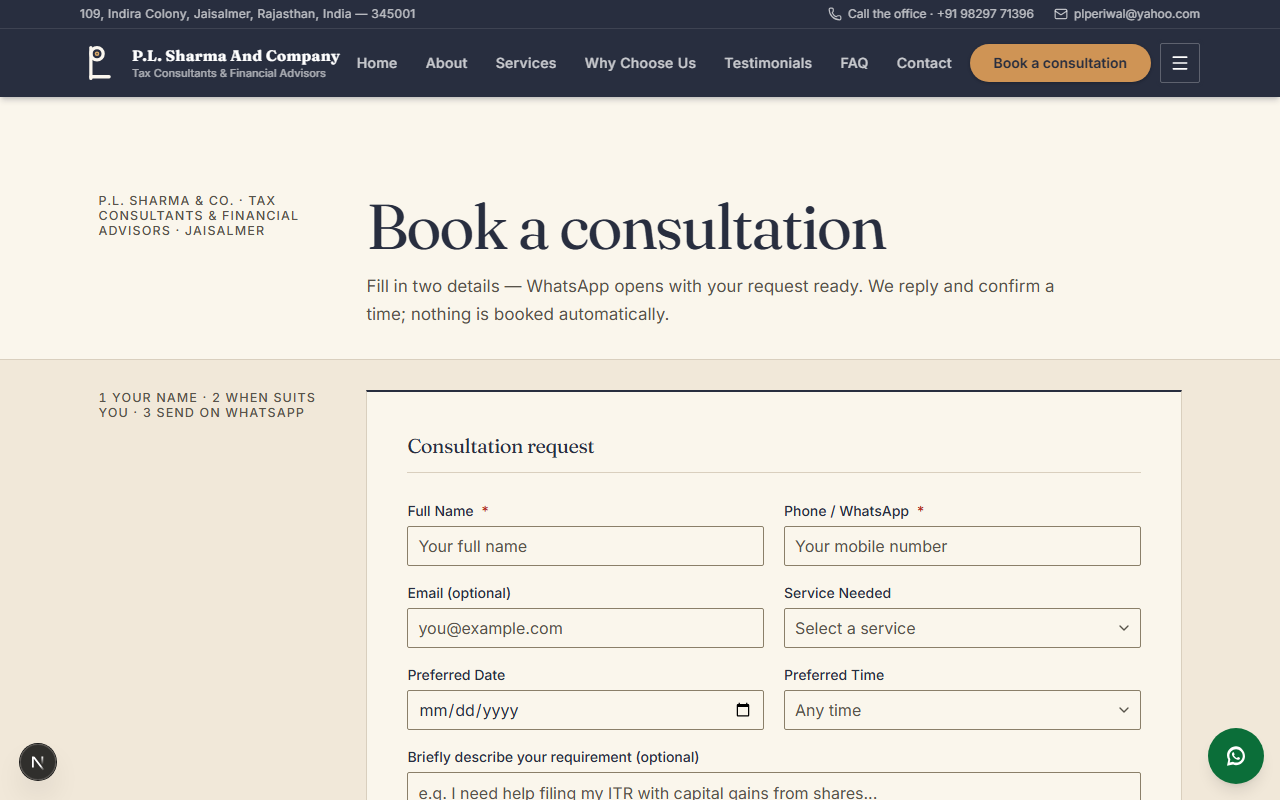 109, Indira Colony, Jaisalmer, Rajasthan, India — 345001
Call the office · +91 98297 71396
plperiwal@yahoo.com
P.L. Sharma And Company
Tax Consultants & Financial Advisors
Home
About
Services
Why Choose Us
Testimonials
FAQ
Contact
Book a consultation
P.L. SHARMA & CO. · TAX
CONSULTANTS & FINANCIAL
ADVISORS · JAISALMER
Book a consultation
Fill in two details — WhatsApp opens with your request ready. We reply and confirm a
time; nothing is booked automatically.
1 YOUR NAME · 2 WHEN SUITS
YOU · 3 SEND ON WHATSAPP
Consultation request
Full Name *
Your full name
Phone / WhatsApp *
Your mobile number
Email (optional)
you@example.com
Service Needed
Select a service
Preferred Date
mm/dd/yyyy
Preferred Time
Any time
Briefly describe your requirement (optional)
e.g. I need help filing my ITR with capital gains from shares...
N